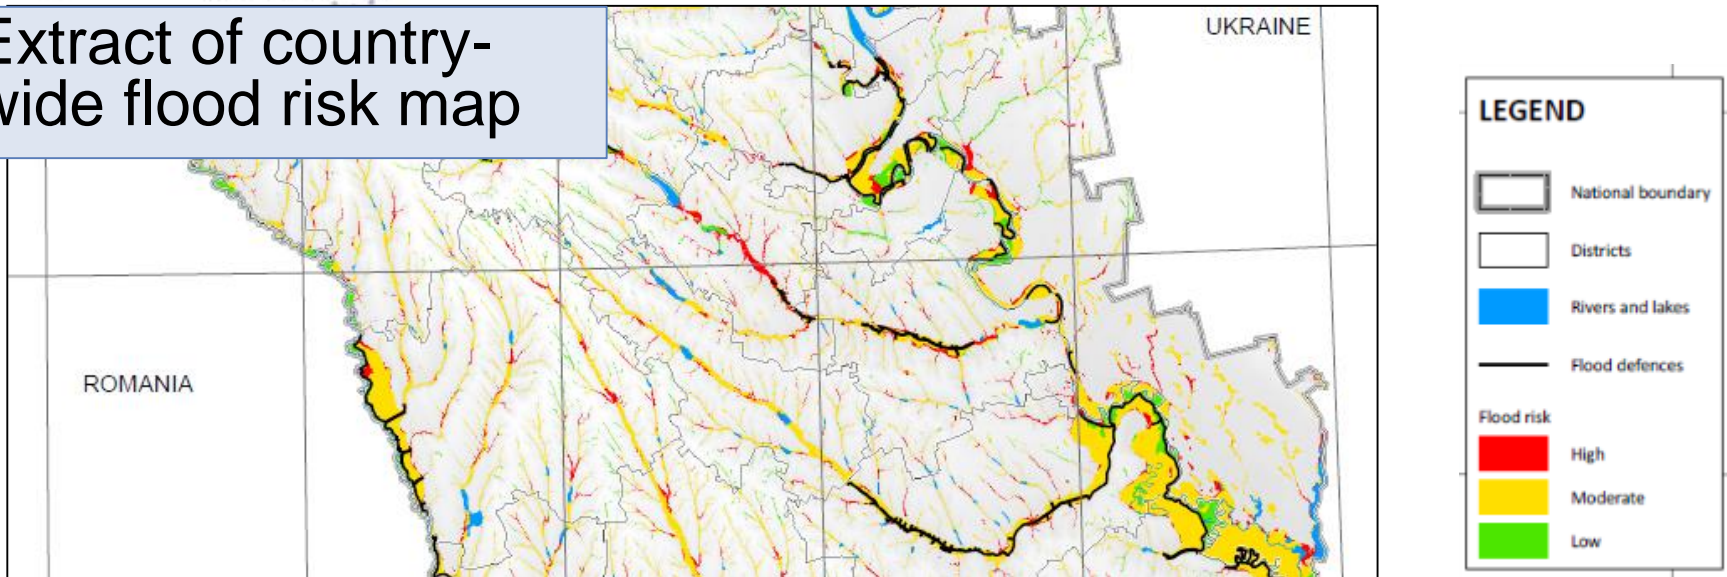 Extract of country-
wide flood risk map
UKRAINE
ROMANIA
LEGEND
National boundary
Districts
Rivers and lakes
Flood defences
Flood risk
High
Moderate
Low